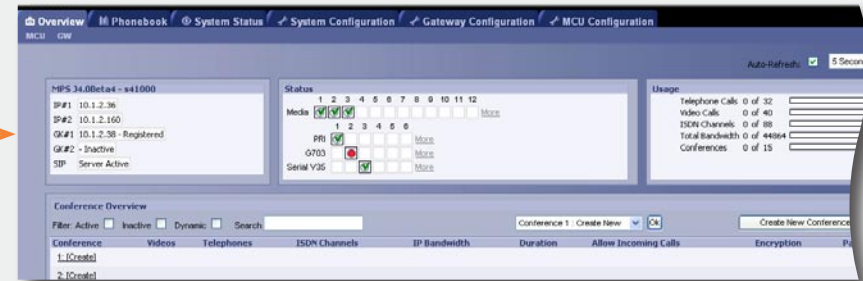 Overview Phonebook System Status System Configuration Gateway Configuration MCU Configuration
MCU GW
Auto-Refresh: 5 Secon
MPS J4.0Beta4 - s41000
IP#1 10.1.2.36
IP#2 10.1.2.160
GK#1 10.1.2.38 - Registered
GK#2 - Inactive
SIP Server Active
Status
1 2 3 4 5 6 7 8 9 10 11 12
Media More
1 2 3 4 5 6
PRI More
G703 More
Serial V35 More
Usage
Telephone Calls 0 of 32
Video Calls 0 of 40
ISDN Channels 0 of 88
Total Bandwidth 0 of 44864
Conferences 0 of 15
Conference Overview
Filter: Active Inactive Dynamic Search: Conference 1 : Create New Ok Create New Conference
Conference Videos Telephones ISDN Channels IP Bandwidth Duration Allow Incoming Calls Encryption Pa
1: [Create]
2: [Create]